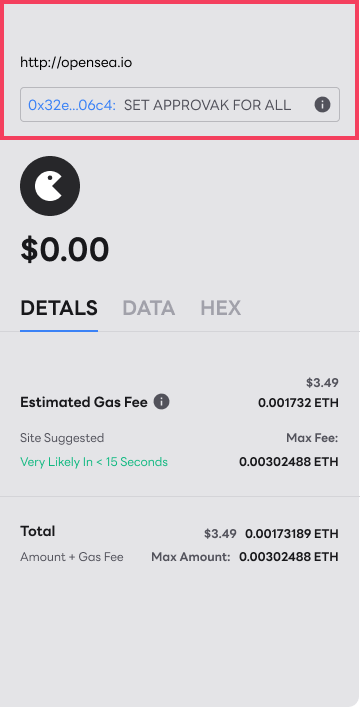 http://opensea.io
0x32e...06c4: SET APPROVAK FOR ALL
$0.00
DETALS DATA HEX
$3.49
Estimated Gas Fee 0.001732 ETH
Site Suggested Max Fee:
Very Likely In < 15 Seconds 0.00302488 ETH
Total $3.49 0.00173189 ETH
Amount + Gas Fee Max Amount: 0.00302488 ETH